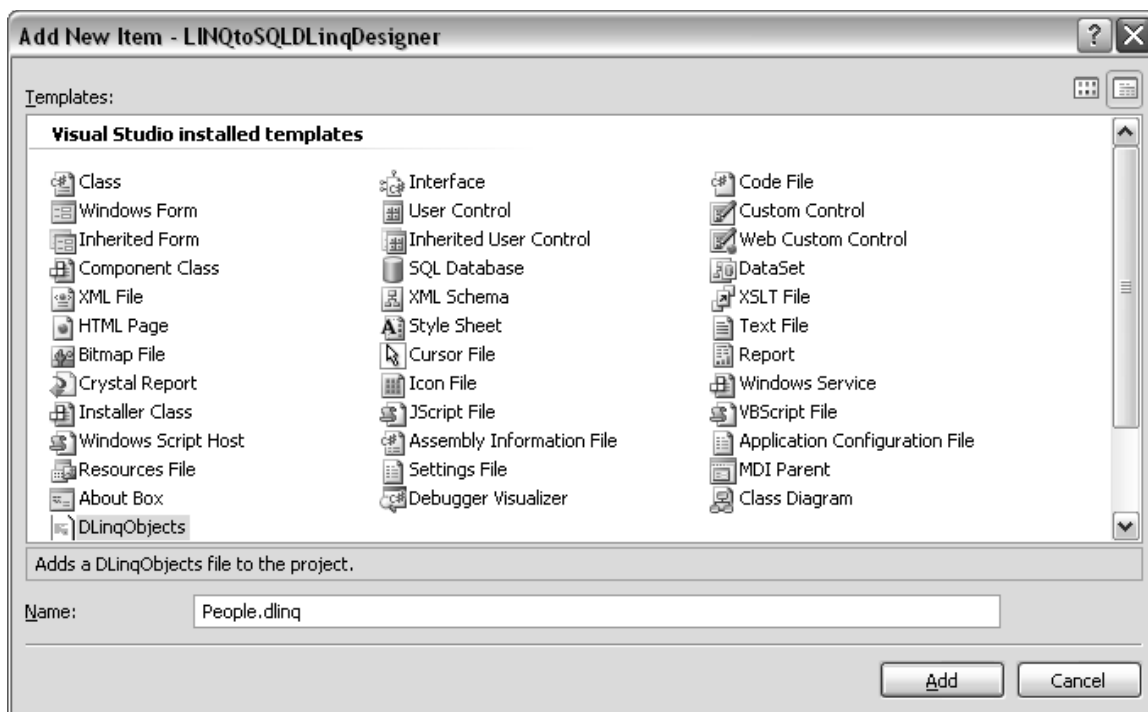 Add New Item - LINQtoSQLDLinqDesigner
Templates:
Visual Studio installed templates
Class Interface Code File
Windows Form User Control Custom Control
Inherited Form Inherited User Control Web Custom Control
Component Class SQL Database DataSet
XML File XML Schema XSLT File
HTML Page Style Sheet Text File
Bitmap File Cursor File Report
Crystal Report Icon File Windows Service
Installer Class JScript File VBScript File
Windows Script Host Assembly Information File Application Configuration File
Resources File Settings File MDI Parent
About Box Debugger Visualizer Class Diagram
DLinqObjects
Adds a DLinqObjects file to the project.
Name: People.dlinq
Add Cancel